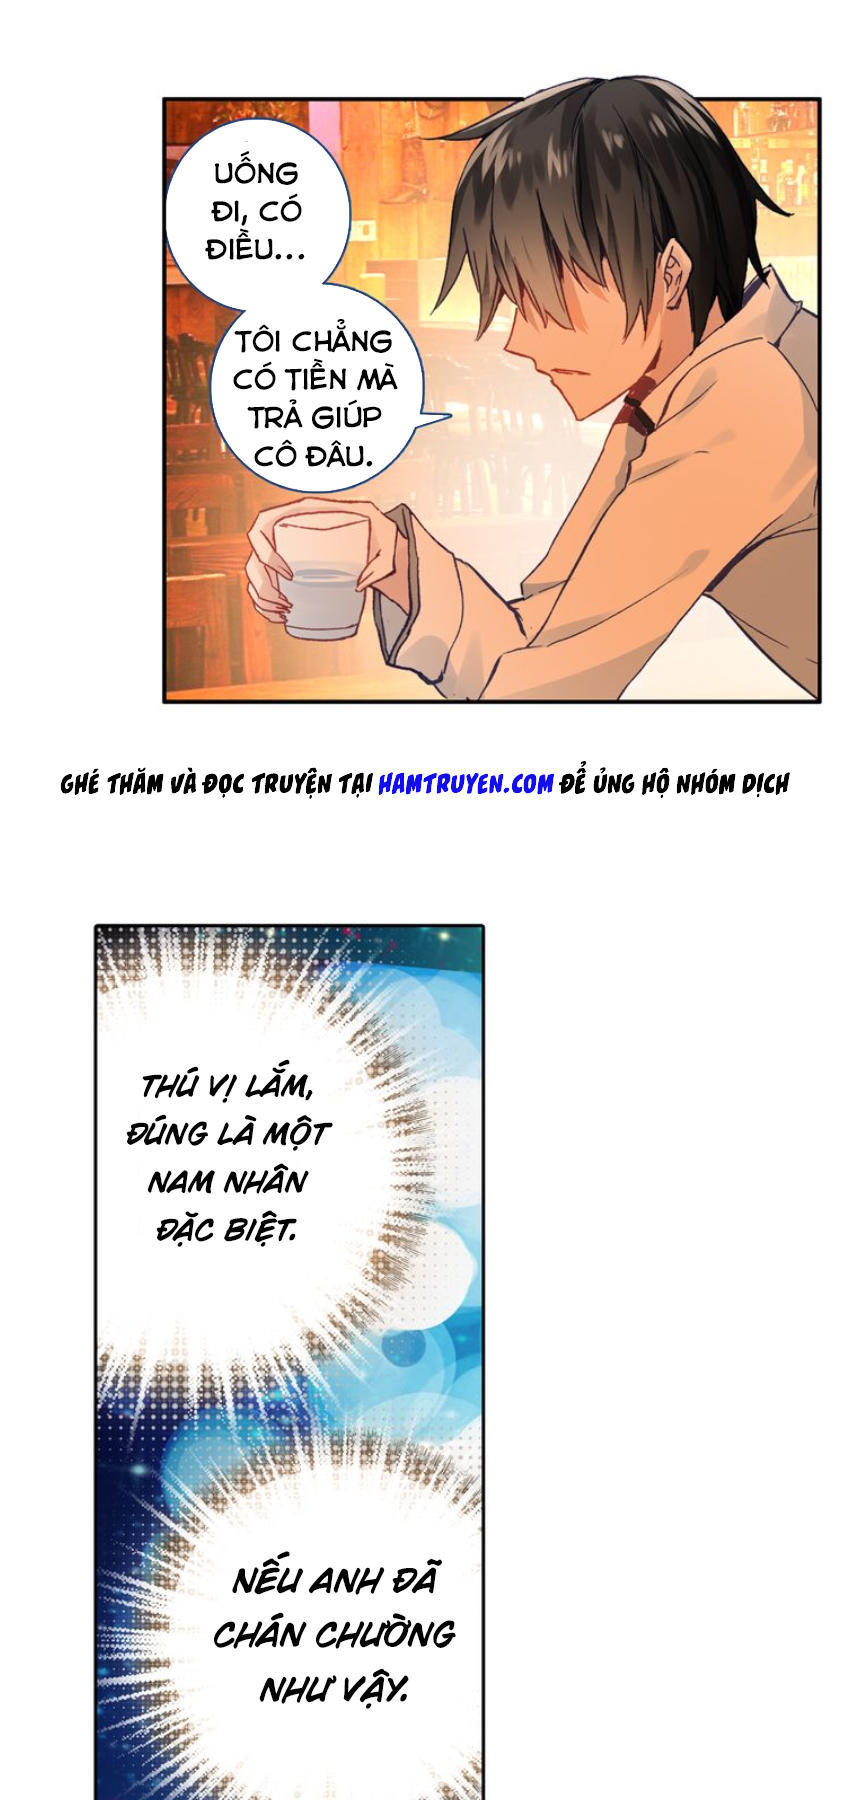 UỐNG
ĐI, CÓ
ĐIỀU...
TÔI CHẲNG
CÓ TIỀN MÀ
TRẢ GIÚP
CÔ ĐÂU.
GHÉ THĂM VÀ ĐỌC TRUYỆN TẠI HAMTRUYEN.COM ĐỂ ỦNG HỘ NHÓM DỊCH
THÚ VỊ LẮM,
ĐÚNG LÀ MỘT
NAM NHÂN
ĐẶC BIỆT.
NẾU ANH ĐÃ
CHÁN CHƯỜNG
NHƯ VẬY.